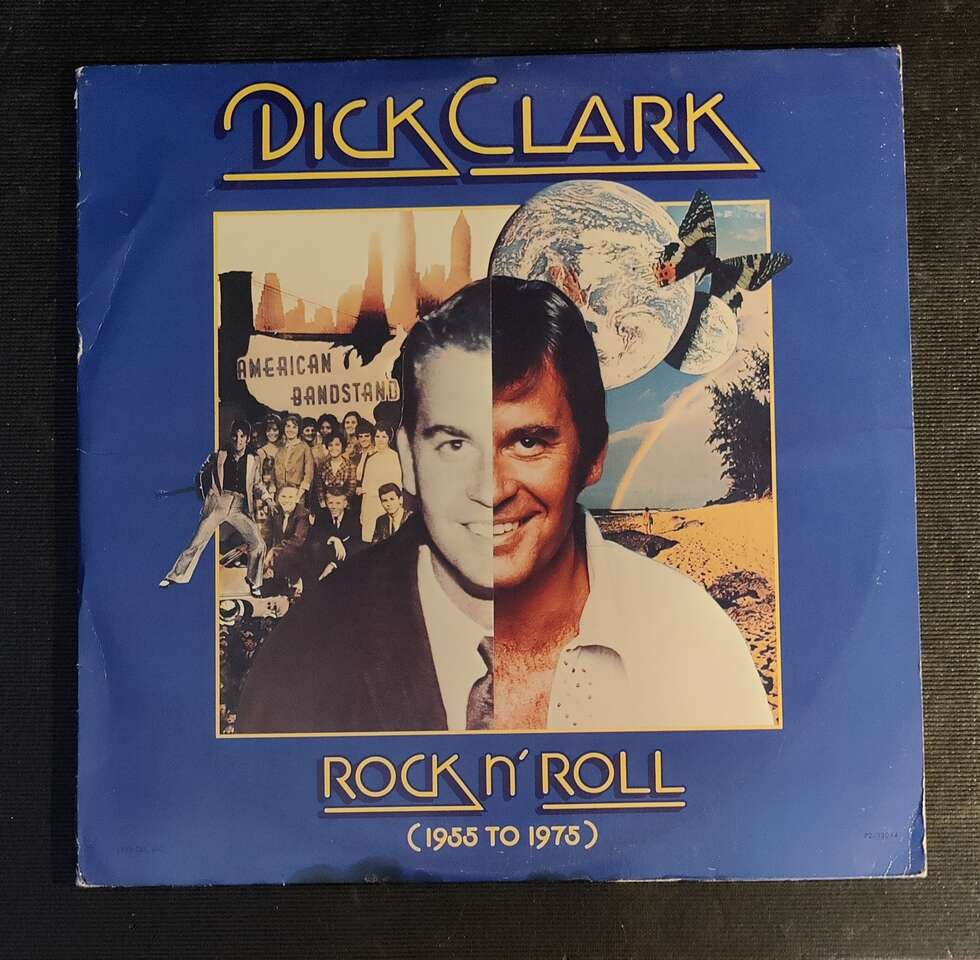 DICK CLARK
AMERICAN
BANDSTAND
ROCK N' ROLL
(1955 TO 1975)